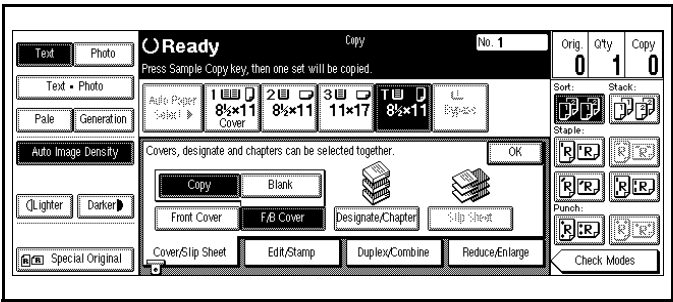 Text
Photo
Text • Photo
Pale
Generation
Auto Image Density
Lighter
Darker
Special Original
Ready
Copy
No. 1
Press Sample Copy key, then one set will be copied.
Auto Paper
Select ▶
1
8½×11
Cover
2
8½×11
3
11×17
T
8½×11
Bypass
Covers, designate and chapters can be selected together.
OK
Copy
Blank
Front Cover
F/B Cover
Designate/Chapter
Slip Sheet
Cover/Slip Sheet
Edit/Stamp
Duplex/Combine
Reduce/Enlarge
Orig.
Q'ty
Copy
0
1
0
Sort:
Stack:
Staple:
Punch:
Check Modes